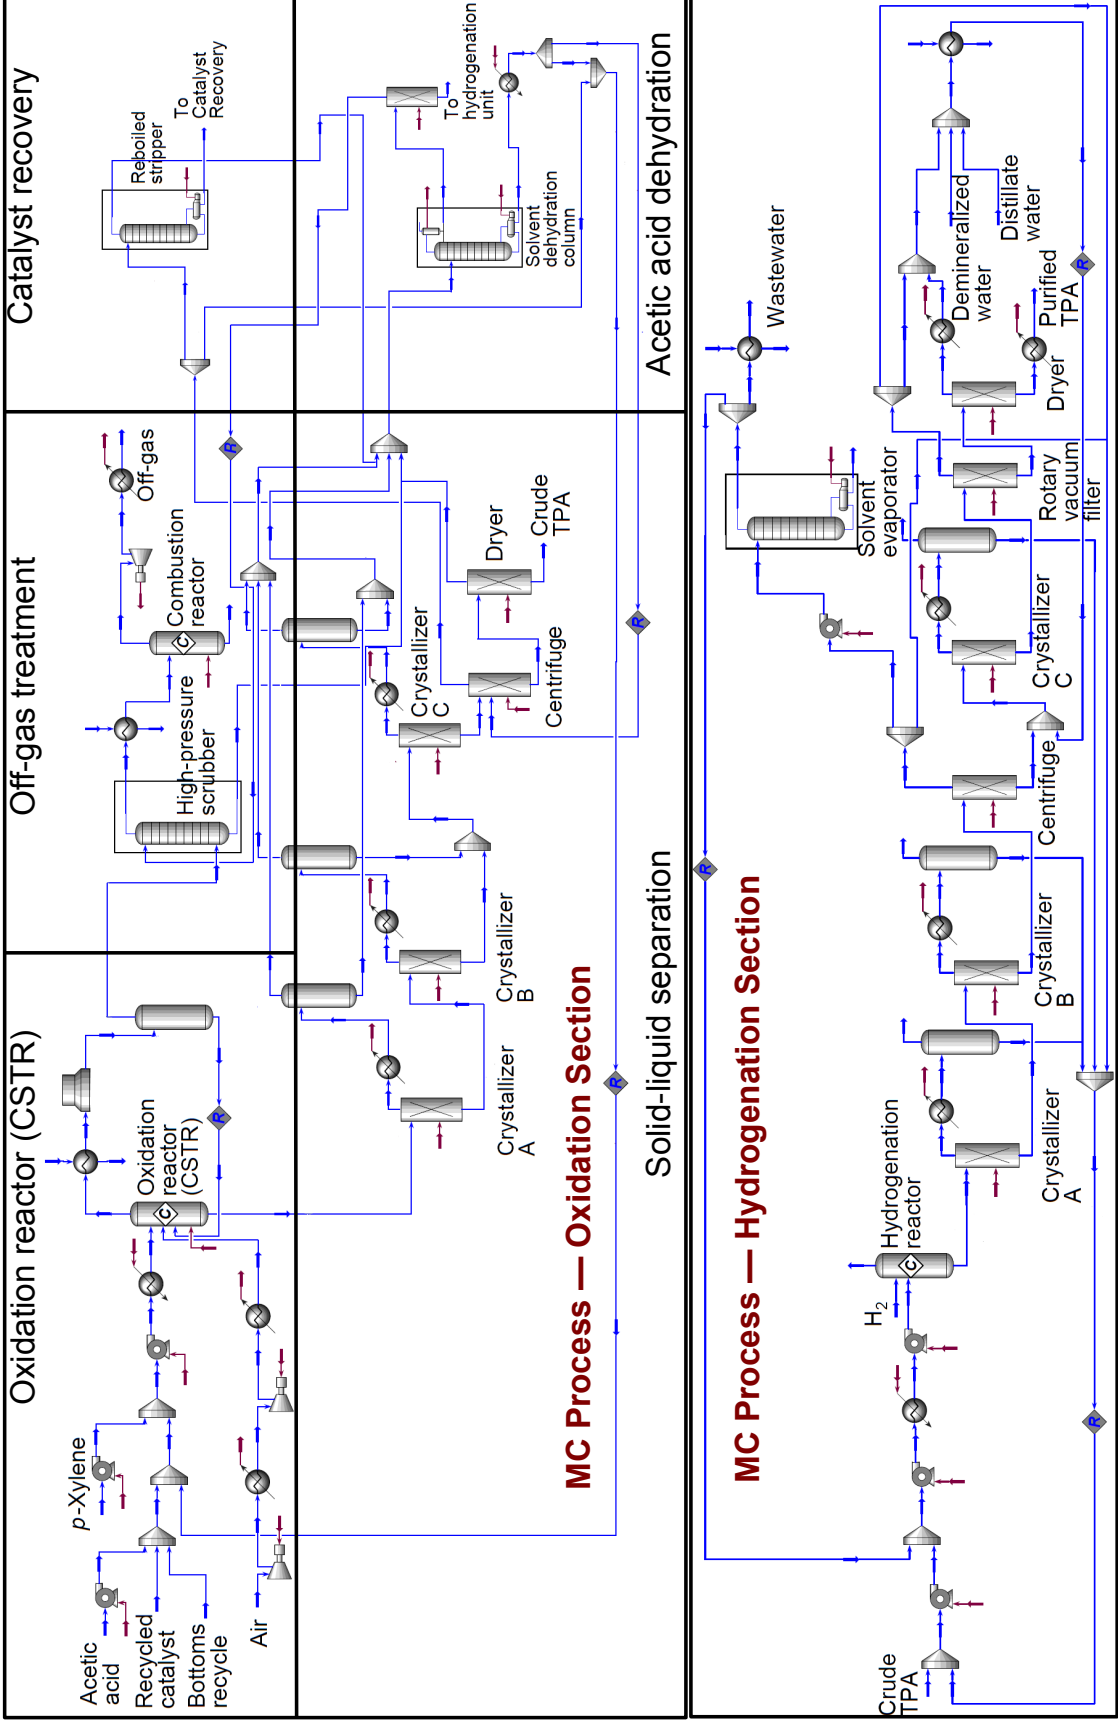 Oxidation reactor (CSTR)
Off-gas treatment
Catalyst recovery
Acetic
acid
Recycled
catalyst
Bottoms
recycle
Air
p-Xylene
Oxidation
reactor
(CSTR)
C
R
High-pressure
scrubber
Combustion
reactor
C
Off-gas
R
Reboiled
stripper
To
Catalyst
Recovery
Crystallizer
A
Crystallizer
B
Crystallizer
C
Centrifuge
Dryer
Crude
TPA
Solvent
dehydration
column
To
hydrogenation
unit
R
R
MC Process — Oxidation Section
Solid-liquid separation
Acetic acid dehydration
MC Process — Hydrogenation Section
R
Crude
TPA
H2
Hydrogenation
reactor
C
Crystallizer
A
Crystallizer
B
Centrifuge
Crystallizer
C
Rotary
vacuum
filter
Solvent
evaporator
Wastewater
Dryer
Purified
TPA
Demineralized
water
Distillate
water
R
R